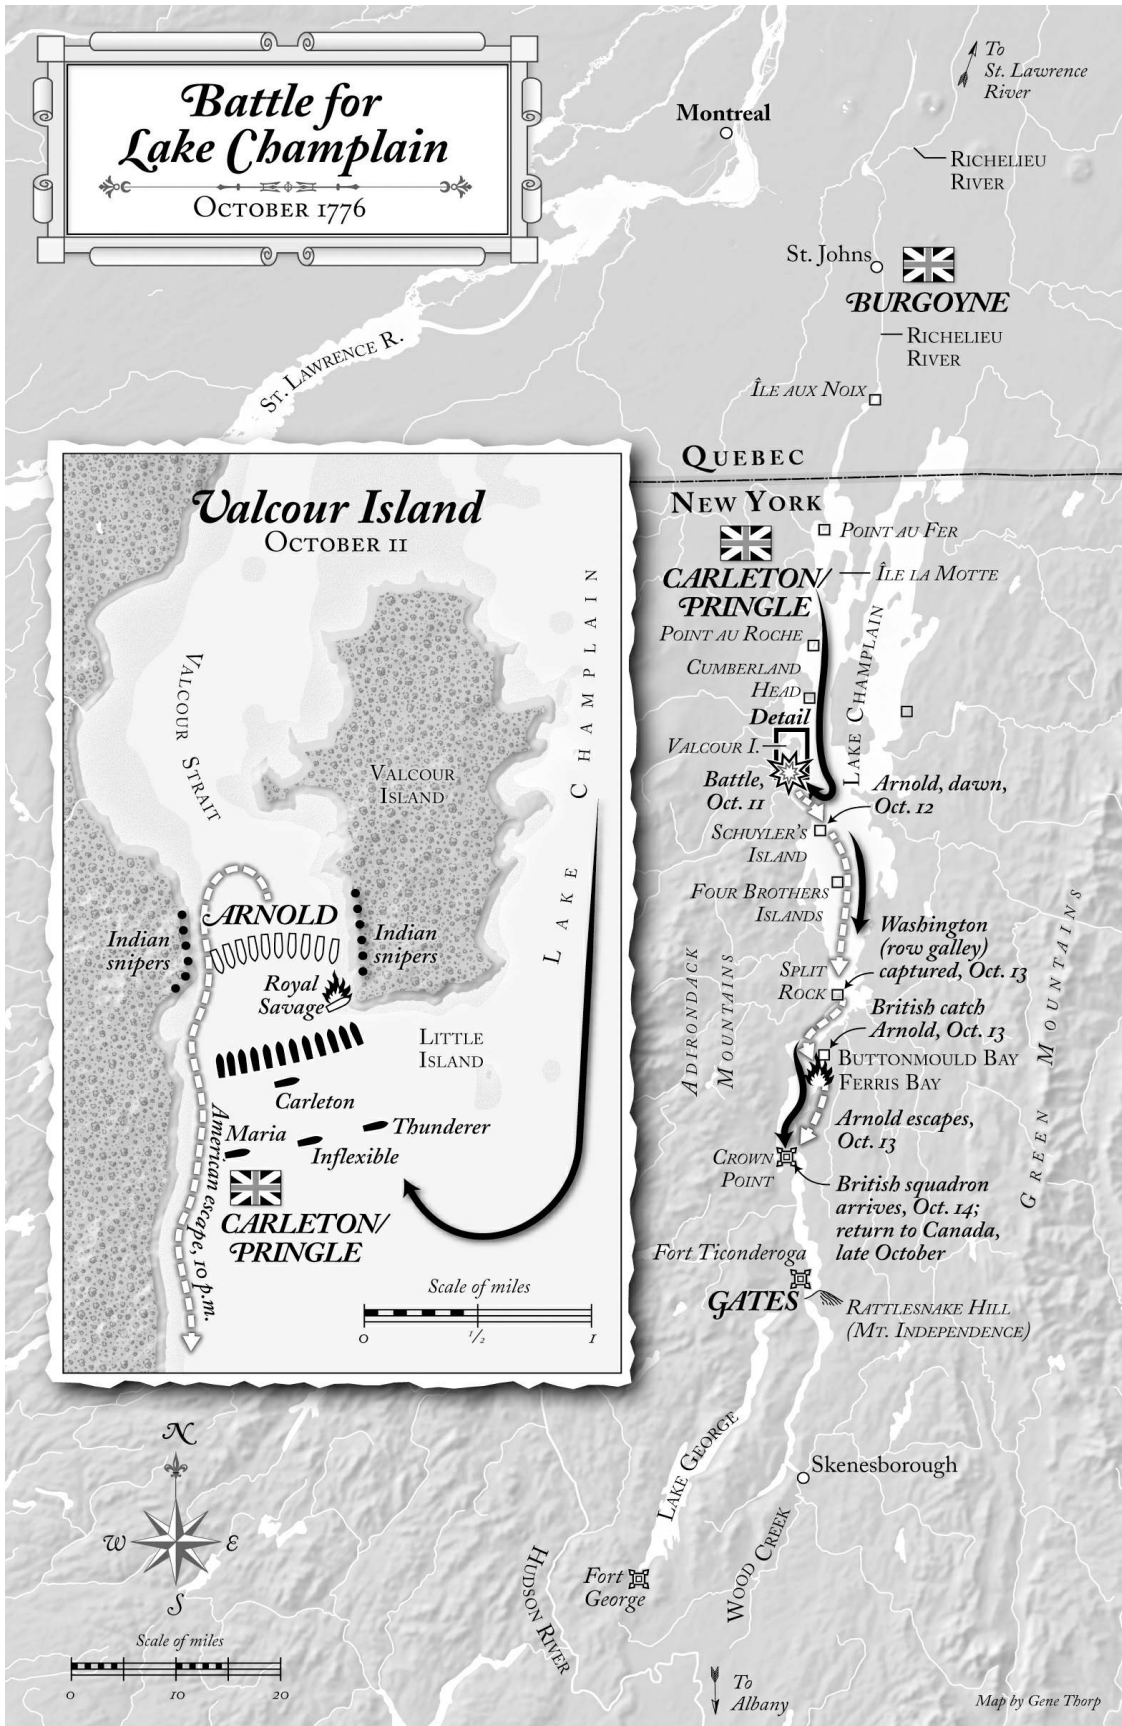 Battle for
Lake Champlain
October 1776
To
St. Lawrence
River
Montreal
Richelieu
River
St. Johns
BURGOYNE
Richelieu
River
St. Lawrence R.
Île aux Noix
Quebec
New York
Point au Fer
CARLETON/
PRINGLE
Île la Motte
Point au Roche
Cumberland
Head
Detail
Valcour I.
Lake Champlain
Battle,
Oct. 11
Arnold, dawn,
Oct. 12
Schuyler's
Island
Four Brothers
Islands
Washington
(row galley)
captured, Oct. 13
Split
Rock
British catch
Arnold, Oct. 13
Buttonmould Bay
Ferris Bay
Adirondack
Mountains
Green Mountains
Arnold escapes,
Oct. 13
Crown
Point
British squadron
arrives, Oct. 14;
return to Canada,
late October
Fort Ticonderoga
GATES
Rattlesnake Hill
(Mt. Independence)
Lake George
Skenesborough
Wood Creek
Fort
George
Hudson River
To
Albany
Map by Gene Thorp
Valcour Island
October 11
Lake Champlain
Valcour Strait
Valcour
Island
ARNOLD
Indian
snipers
Indian
snipers
Royal
Savage
Little
Island
Carleton
Maria
Thunderer
Inflexible
American escape, 10 p.m.
CARLETON/
PRINGLE
Scale of miles
0 1/2 1
N
W E
S
Scale of miles
0 10 20